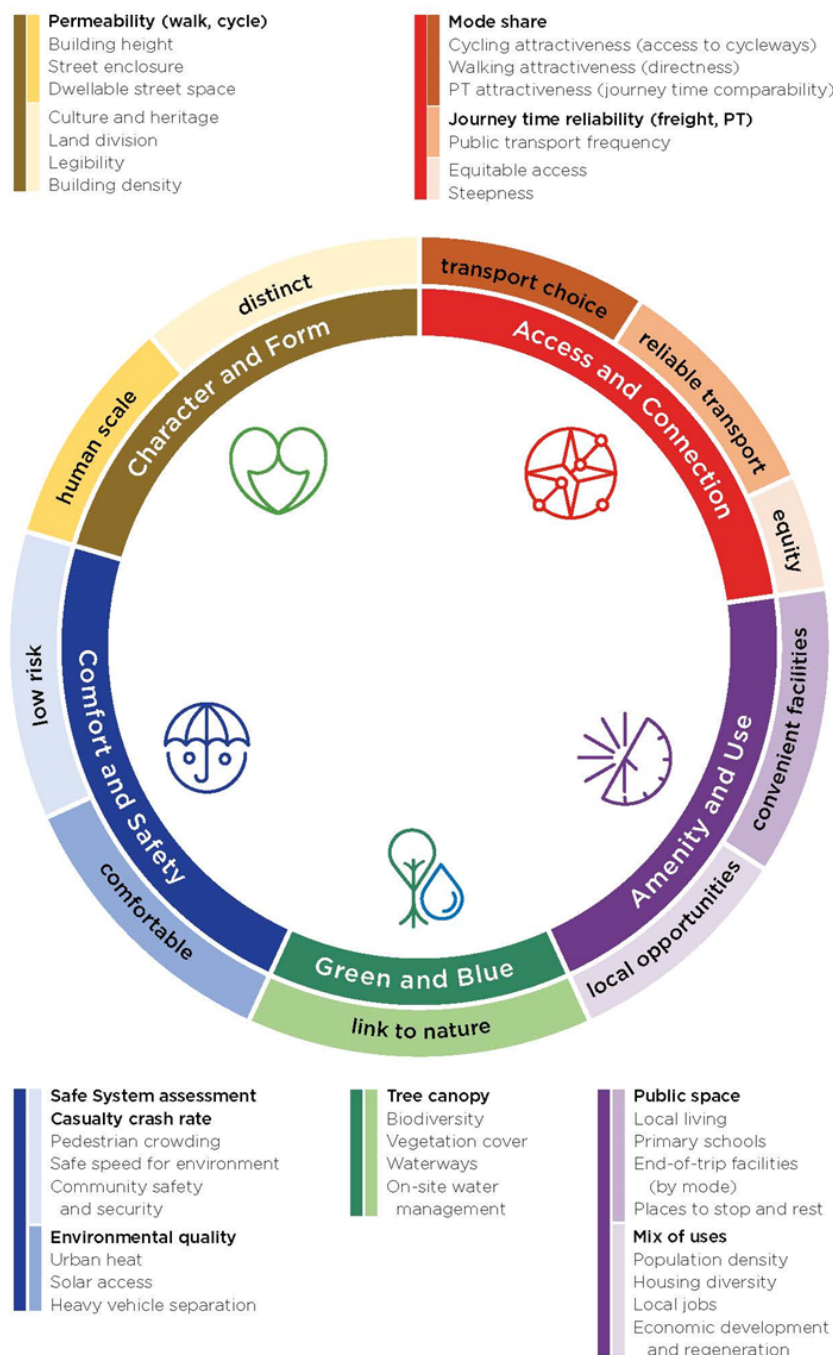 Permeability (walk, cycle)
Building height
Street enclosure
Dwellable street space
Culture and heritage
Land division
Legibility
Building density
Mode share
Cycling attractiveness (access to cycleways)
Walking attractiveness (directness)
PT attractiveness (journey time comparability)
Journey time reliability (freight, PT)
Public transport frequency
Equitable access
Steepness
distinct
transport choice
human scale
Character and Form
Access and Connection
reliable transport
equity
low risk
Comfort and Safety
comfortable
convenient facilities
Amenity and Use
local opportunities
Green and Blue
link to nature
Safe System assessment
Casualty crash rate
Pedestrian crowding
Safe speed for environment
Community safety
and security
Environmental quality
Urban heat
Solar access
Heavy vehicle separation
Tree canopy
Biodiversity
Vegetation cover
Waterways
On-site water
management
Public space
Local living
Primary schools
End-of-trip facilities
(by mode)
Places to stop and rest
Mix of uses
Population density
Housing diversity
Local jobs
Economic development
and regeneration